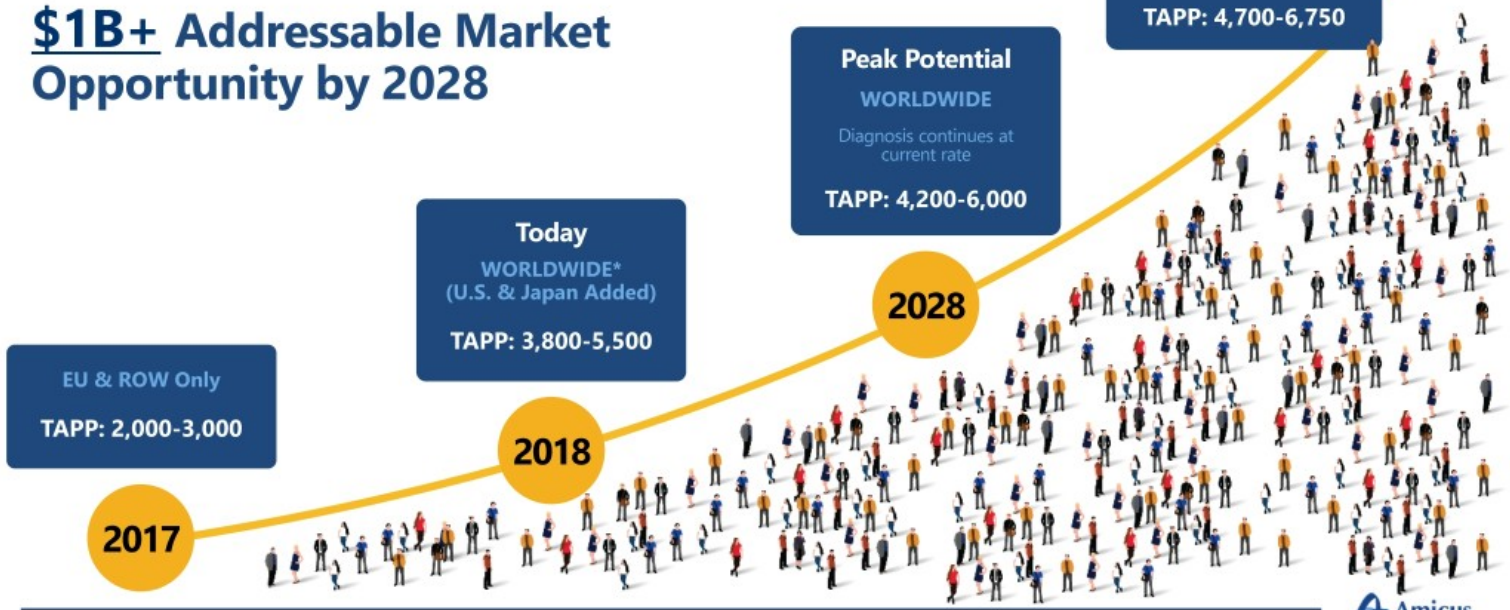 $1B+ Addressable Market
Opportunity by 2028
TAPP: 4,700-6,750
Peak Potential
WORLDWIDE
Diagnosis continues at
current rate
TAPP: 4,200-6,000
Today
WORLDWIDE*
(U.S. & Japan Added)
TAPP: 3,800-5,500
EU & ROW Only
TAPP: 2,000-3,000
2028
2018
2017
Amicus